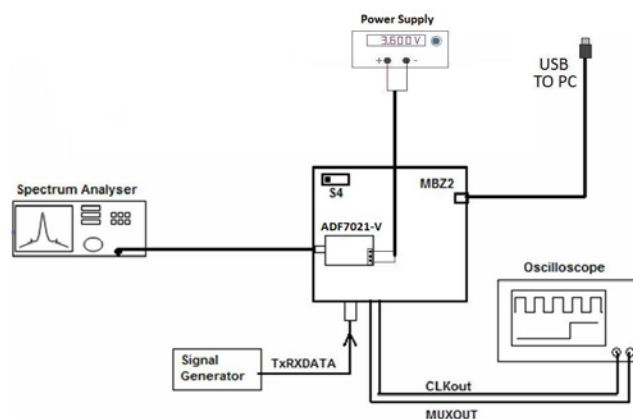 Power Supply
3.600 V
+ -
USB
TO PC
S4
MBZ2
Spectrum Analyser
ADF7021-V
Oscilloscope
Signal
Generator
TxRXDATA
CLKout
MUXOUT